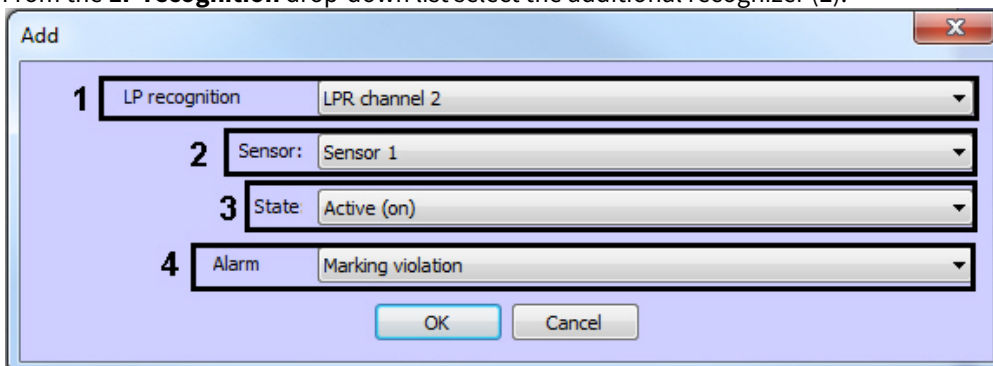 From the LP recognition drop-down list select the additional recognizer (1).
Add
1 LP recognition LPR channel 2
2 Sensor: Sensor 1
3 State Active (on)
4 Alarm Marking violation
OK Cancel